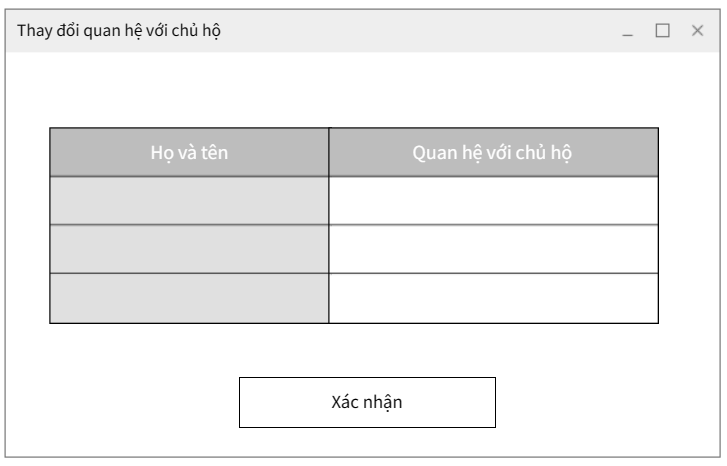 Thay đổi quan hệ với chủ hộ
Họ và tên
Quan hệ với chủ hộ
Xác nhận